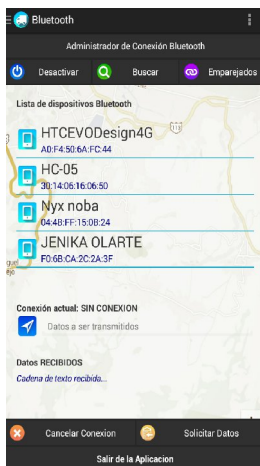 Bluetooth
Administrador de Conexión Bluetooth
Desactivar Buscar Emparejados
Lista de dispositivos Bluetooth
HTCEVODesign4G
A0:F4:50:6A:FC:44
HC-05
30:14:06:16:06:50
Nyx noba
04:4B:FF:15:0B:24
JENIKA OLARTE
F0:6B:CA:2C:2A:3F
Conexión actual: SIN CONEXION
Datos a ser transmitidos
Datos RECIBIDOS
Cadena de texto recibida...
Cancelar Conexion Solicitar Datos
Salir de la Aplicacion